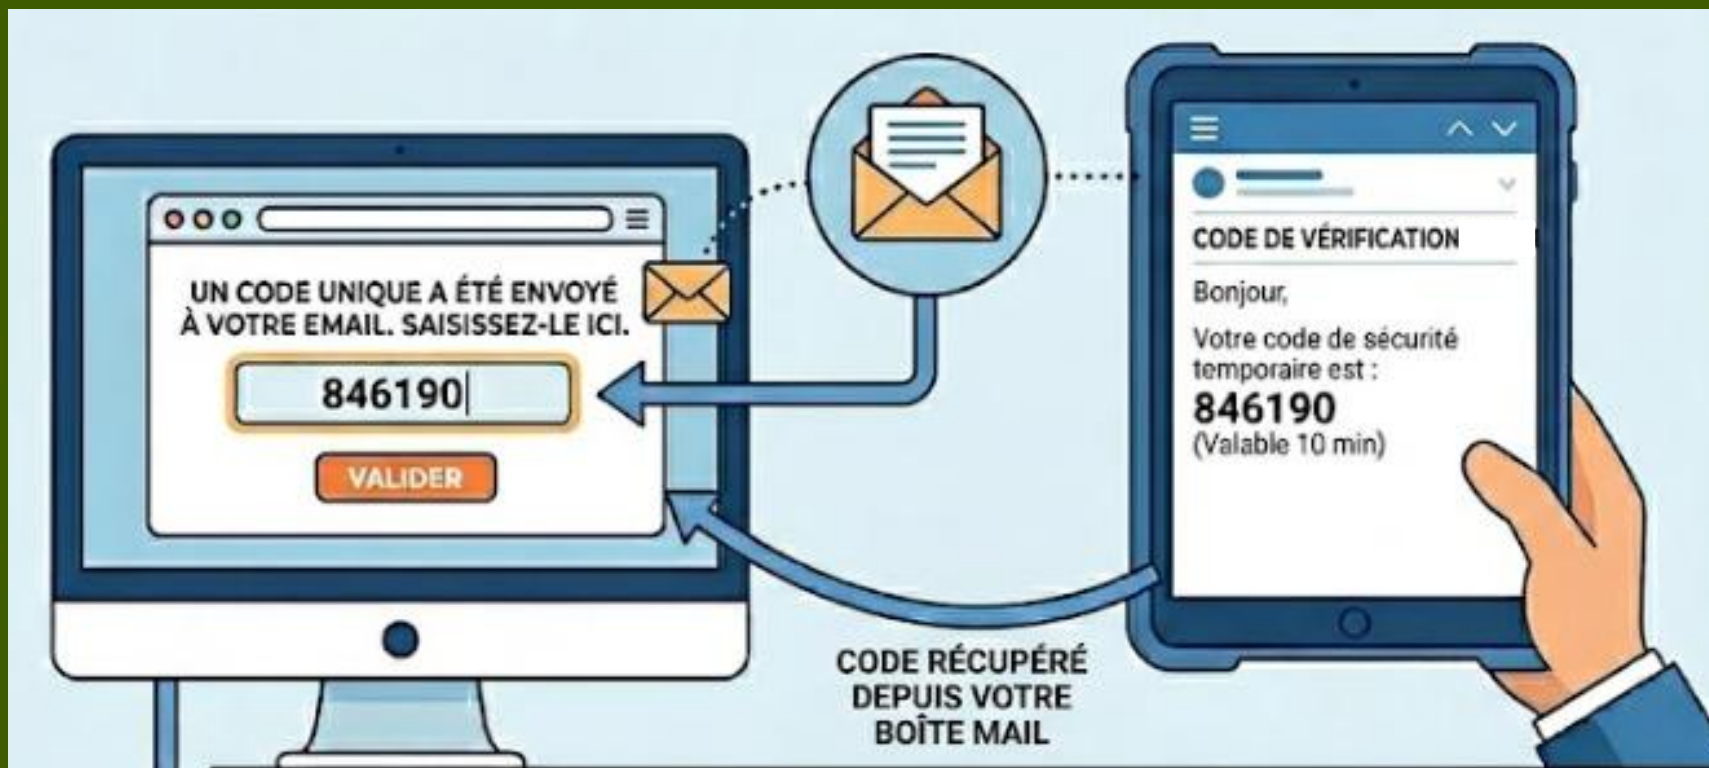 UN CODE UNIQUE A ÉTÉ ENVOYÉ
À VOTRE EMAIL. SAISISSEZ-LE ICI.
846190
VALIDER
CODE DE VÉRIFICATION
Bonjour,
Votre code de sécurité
temporaire est :
846190
(Valable 10 min)
CODE RÉCUPÉRÉ
DEPUIS VOTRE
BOÎTE MAIL